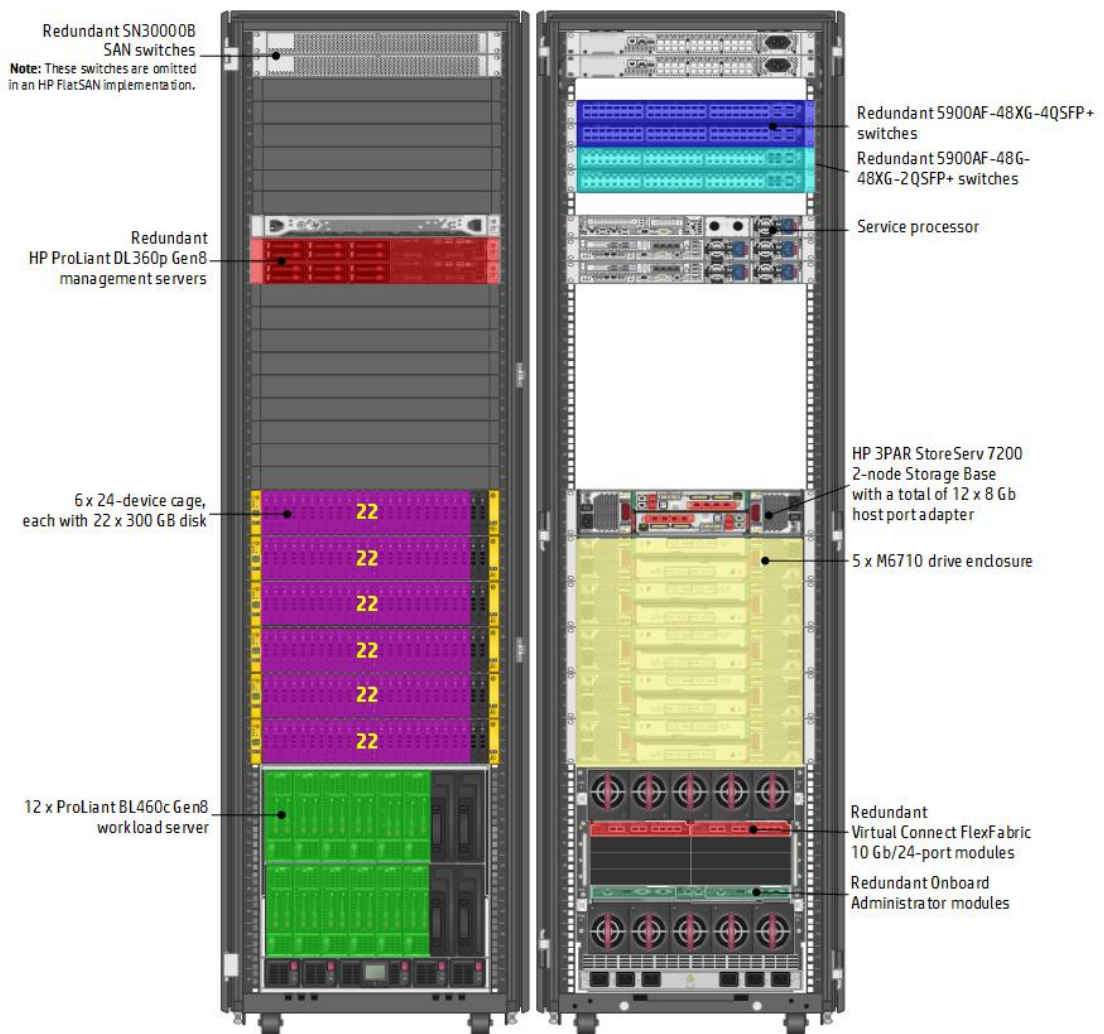 Redundant SN30000B
SAN switches
Note: These switches are omitted
in an HP FlatSAN implementation.
Redundant 5900AF-48XG-4QSFP+
switches
Redundant 5900AF-48G-
48XG-2QSFP+ switches
Redundant
HP ProLiant DL360p Gen8
management servers
Service processor
6 x 24-device cage,
each with 22 x 300 GB disk
22
22
22
22
22
22
HP 3PAR StoreServ 7200
2-node Storage Base
with a total of 12 x 8 Gb
host port adapter
5 x M6710 drive enclosure
12 x ProLiant BL460c Gen8
workload server
Redundant
Virtual Connect FlexFabric
10 Gb/24-port modules
Redundant Onboard
Administrator modules